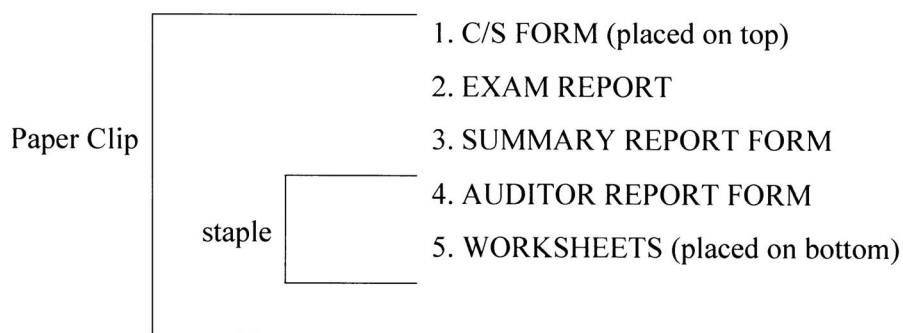 1. C/S FORM (placed on top)
2. EXAM REPORT
Paper Clip
3. SUMMARY REPORT FORM
4. AUDITOR REPORT FORM
staple
5. WORKSHEETS (placed on bottom)